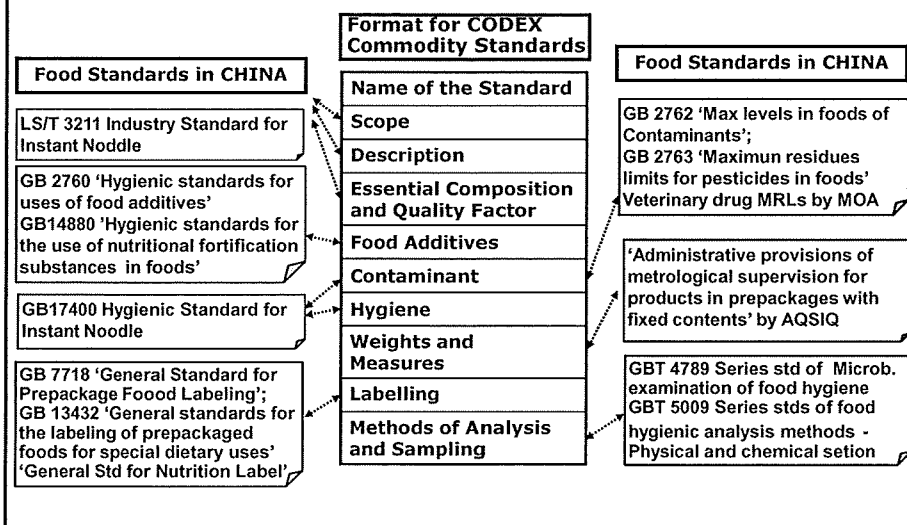 Format for CODEX
Commodity Standards
Food Standards in CHINA
LS/T 3211 Industry Standard for
Instant Noddle
GB 2760 ‘Hygienic standards for
uses of food additives’
GB14880 ’Hygienic standards for
the use of nutritional fortification
substances in foods’
GB17400 Hygienic Standard for
Instant Noodle
GB 7718 ‘General Standard for
Prepackage Foood Labeling’;
GB 13432 ‘General standards for
the labeling of prepackaged
foods for special dietary uses’
‘General Std for Nutrition Label’
Name of the Standard
Scope
Description
Essential Composition
and Quality Factor
Food Additives
Contaminant
Hygiene
Weights and
Measures
Labelling
Methods of Analysis
and Sampling
Food Standards in CHINA
GB 2762 ‘Max levels in foods of
Contaminants’;
GB 2763 ‘Maximun residues
limits for pesticides in foods’
Veterinary drug MRLs by MOA
‘Administrative provisions of
metrological supervision for
products in prepackages with
fixed contents’ by AQSIQ
GBT 4789 Series std of Microb.
examination of food hygiene
GBT 5009 Series stds of food
hygienic analysis methods -
Physical and chemical setion